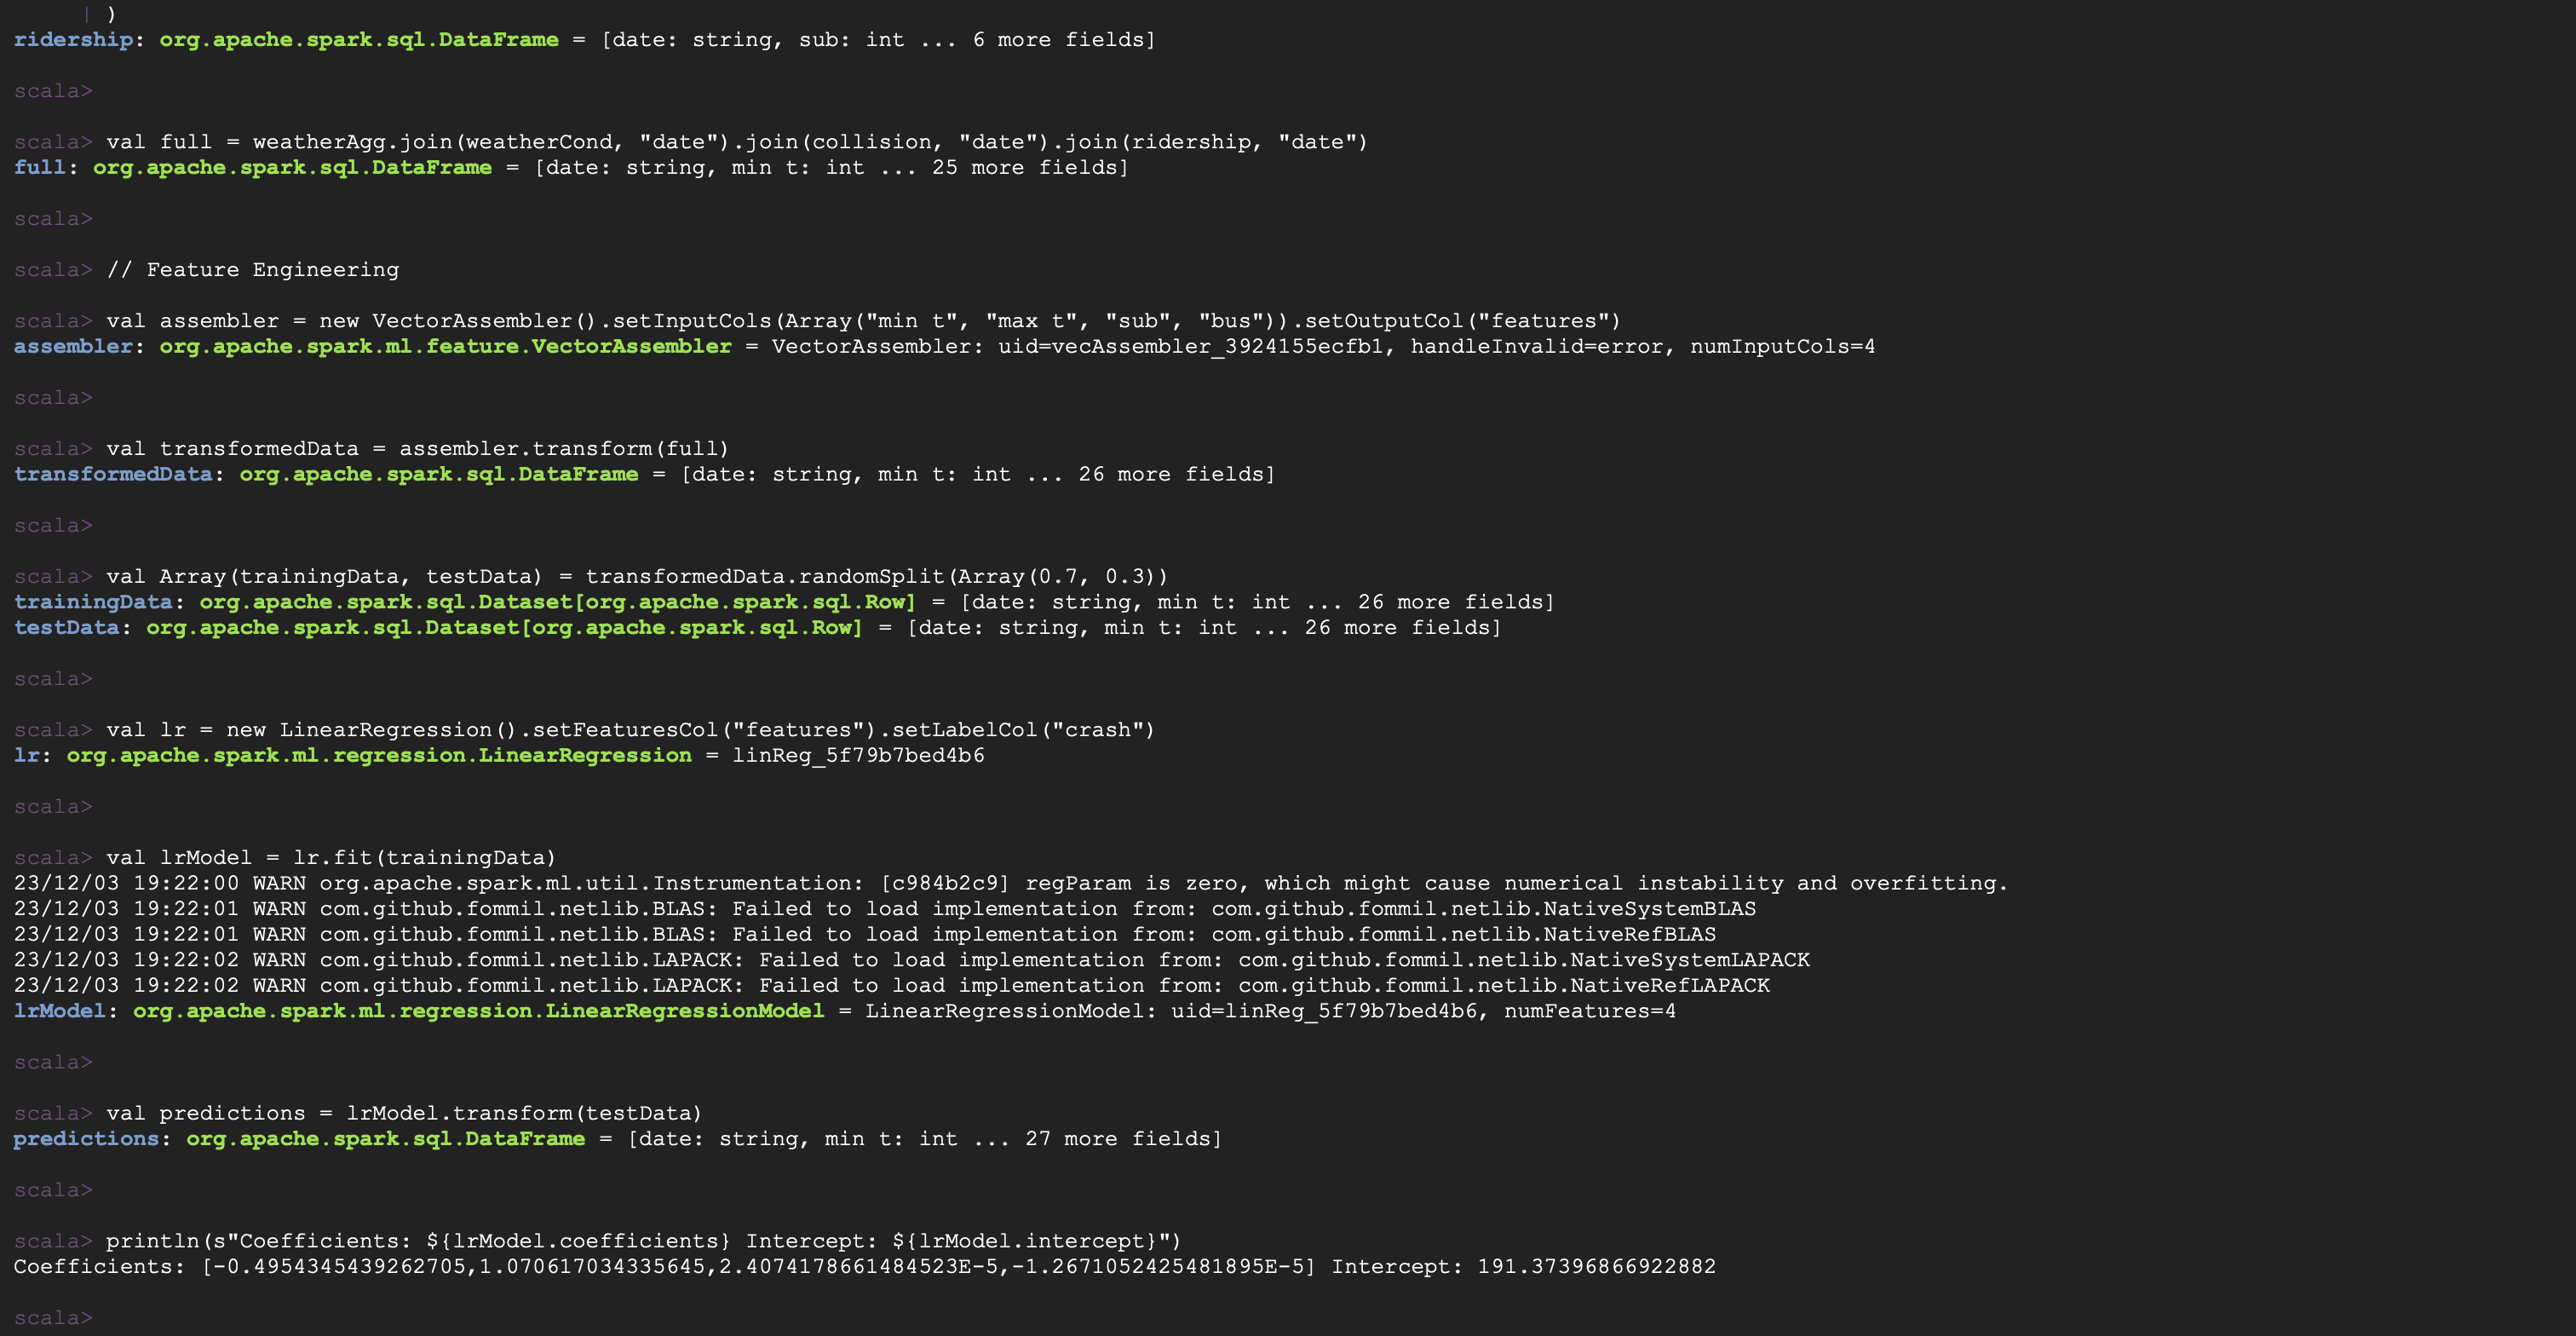 | )
ridership: org.apache.spark.sql.DataFrame = [date: string, sub: int ... 6 more fields]
scala>
scala> val full = weatherAgg.join(weatherCond, "date").join(collision, "date").join(ridership, "date")
full: org.apache.spark.sql.DataFrame = [date: string, min t: int ... 25 more fields]
scala>
scala> // Feature Engineering
scala> val assembler = new VectorAssembler().setInputCols(Array("min t", "max t", "sub", "bus")).setOutputCol("features")
assembler: org.apache.spark.ml.feature.VectorAssembler = VectorAssembler: uid=vecAssembler_3924155ecfb1, handleInvalid=error, numInputCols=4
scala>
scala> val transformedData = assembler.transform(full)
transformedData: org.apache.spark.sql.DataFrame = [date: string, min t: int ... 26 more fields]
scala>
scala> val Array(trainingData, testData) = transformedData.randomSplit(Array(0.7, 0.3))
trainingData: org.apache.spark.sql.Dataset[org.apache.spark.sql.Row] = [date: string, min t: int ... 26 more fields]
testData: org.apache.spark.sql.Dataset[org.apache.spark.sql.Row] = [date: string, min t: int ... 26 more fields]
scala>
scala> val lr = new LinearRegression().setFeaturesCol("features").setLabelCol("crash")
lr: org.apache.spark.ml.regression.LinearRegression = linReg_5f79b7bed4b6
scala>
scala> val lrModel = lr.fit(trainingData)
23/12/03 19:22:00 WARN org.apache.spark.ml.util.Instrumentation: [c984b2c9] regParam is zero, which might cause numerical instability and overfitting.
23/12/03 19:22:01 WARN com.github.fommil.netlib.BLAS: Failed to load implementation from: com.github.fommil.netlib.NativeSystemBLAS
23/12/03 19:22:01 WARN com.github.fommil.netlib.BLAS: Failed to load implementation from: com.github.fommil.netlib.NativeRefBLAS
23/12/03 19:22:02 WARN com.github.fommil.netlib.LAPACK: Failed to load implementation from: com.github.fommil.netlib.NativeSystemLAPACK
23/12/03 19:22:02 WARN com.github.fommil.netlib.LAPACK: Failed to load implementation from: com.github.fommil.netlib.NativeRefLAPACK
lrModel: org.apache.spark.ml.regression.LinearRegressionModel = LinearRegressionModel: uid=linReg_5f79b7bed4b6, numFeatures=4
scala>
scala> val predictions = lrModel.transform(testData)
predictions: org.apache.spark.sql.DataFrame = [date: string, min t: int ... 27 more fields]
scala>
scala> println(s"Coefficients: ${lrModel.coefficients} Intercept: ${lrModel.intercept}")
Coefficients: [-0.4954345439262705,1.070617034335645,2.4074178661484523E-5,-1.2671052425481895E-5] Intercept: 191.37396866922882
scala>